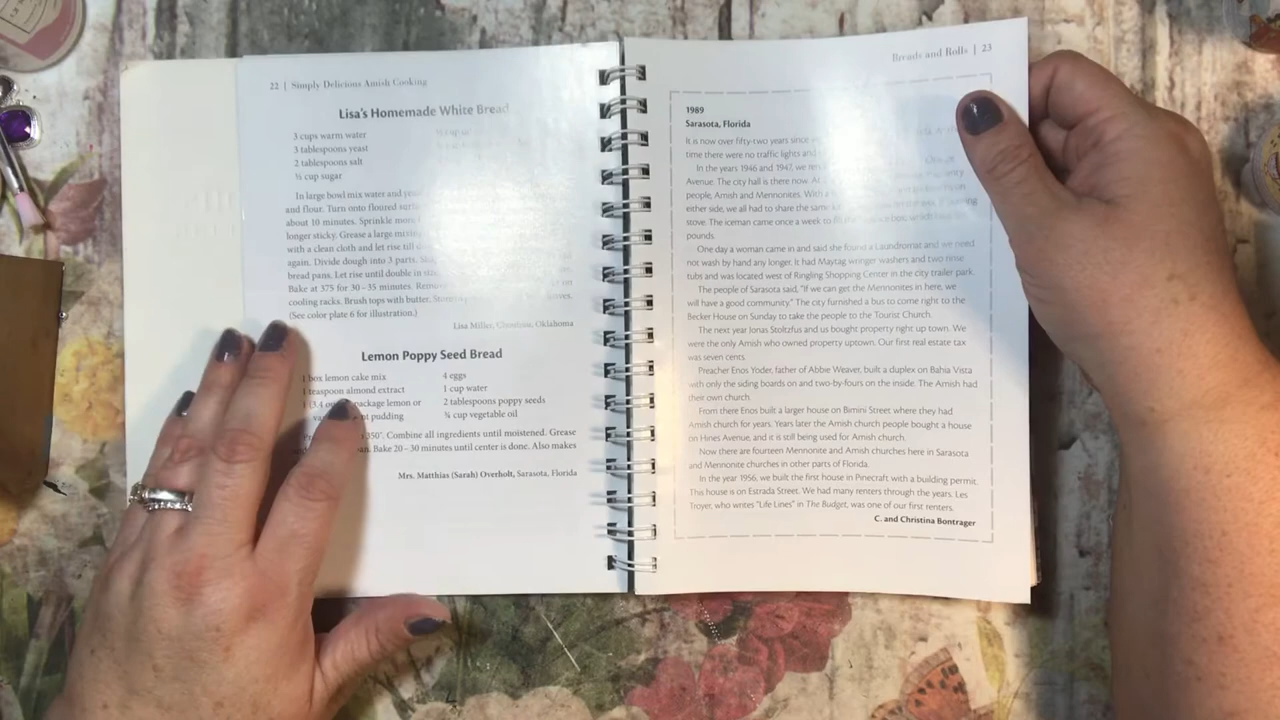 22 | Simply Delicious Amish Cooking
Lisa's Homemade White Bread
3 cups warm water
3 tablespoons yeast
2 tablespoons salt
cup sugar
In large bowl mix water and
and flour. Turn onto floured
about 10 minutes. Sprinkle more
longer sticky. Grease a large mixing
with a clean cloth and let rise till
again. Divide dough into 3 parts.
bread pans. Let rise until double in
Bake at 375 for 30–35 minutes. on
cooling racks. Brush tops with butter.
(See color plate 6 for illustration.)
Lisa Miller, Oklahoma
Lemon Poppy Seed Bread
1 box lemon cake mix
1 teaspoon almond extract
package lemon or
pudding
4 eggs
1 cup water
2 tablespoons poppy seeds
¾ cup vegetable oil
350°. Combine all ingredients until moistened. Grease
Bake 20–30 minutes until center is done. Also makes
Mrs. Matthias (Sarah) Overholt, Sarasota, Florida
Breads and Rolls | 23
1989
Sarasota, Florida
It is now over fifty-two years since
time there were no traffic lights and
In the years 1946 and 1947, we
Avenue. The city hall is there now.
people, Amish and Mennonites. With a
either side, we all had to share the same
stove. The iceman came once a week to
pounds.
One day a woman came in and said she found a Laundromat and we need
not wash by hand any longer. It had Maytag wringer washers and two rinse
tubs and was located west of Ringling Shopping Center in the city trailer park.
The people of Sarasota said, "If we can get the Mennonites in here, we
will have a good community." The city furnished a bus to come right to the
Becker House on Sunday to take the people to the Tourist Church.
The next year Jonas Stoltzfus and us bought property right up town. We
were the only Amish who owned property uptown. Our first real estate tax
was seven cents.
Preacher Enos Yoder, father of Abbie Weaver, built a duplex on Bahia Vista
with only the siding boards on and two-by-fours on the inside. The Amish had
their own church.
From there Enos built a larger house on Bimini Street where they had
Amish church for years. Years later the Amish church people bought a house
on Hines Avenue, and it is still being used for Amish church.
Now there are fourteen Mennonite and Amish churches here in Sarasota
and Mennonite churches in other parts of Florida.
In the year 1956, we built the first house in Pinecraft, with a building permit.
This house is on Estrada Street. We had many renters through the years. Les
Troyer, who writes "Life Lines" in The Budget, was one of our first renters.
C. and Christina Bontrager